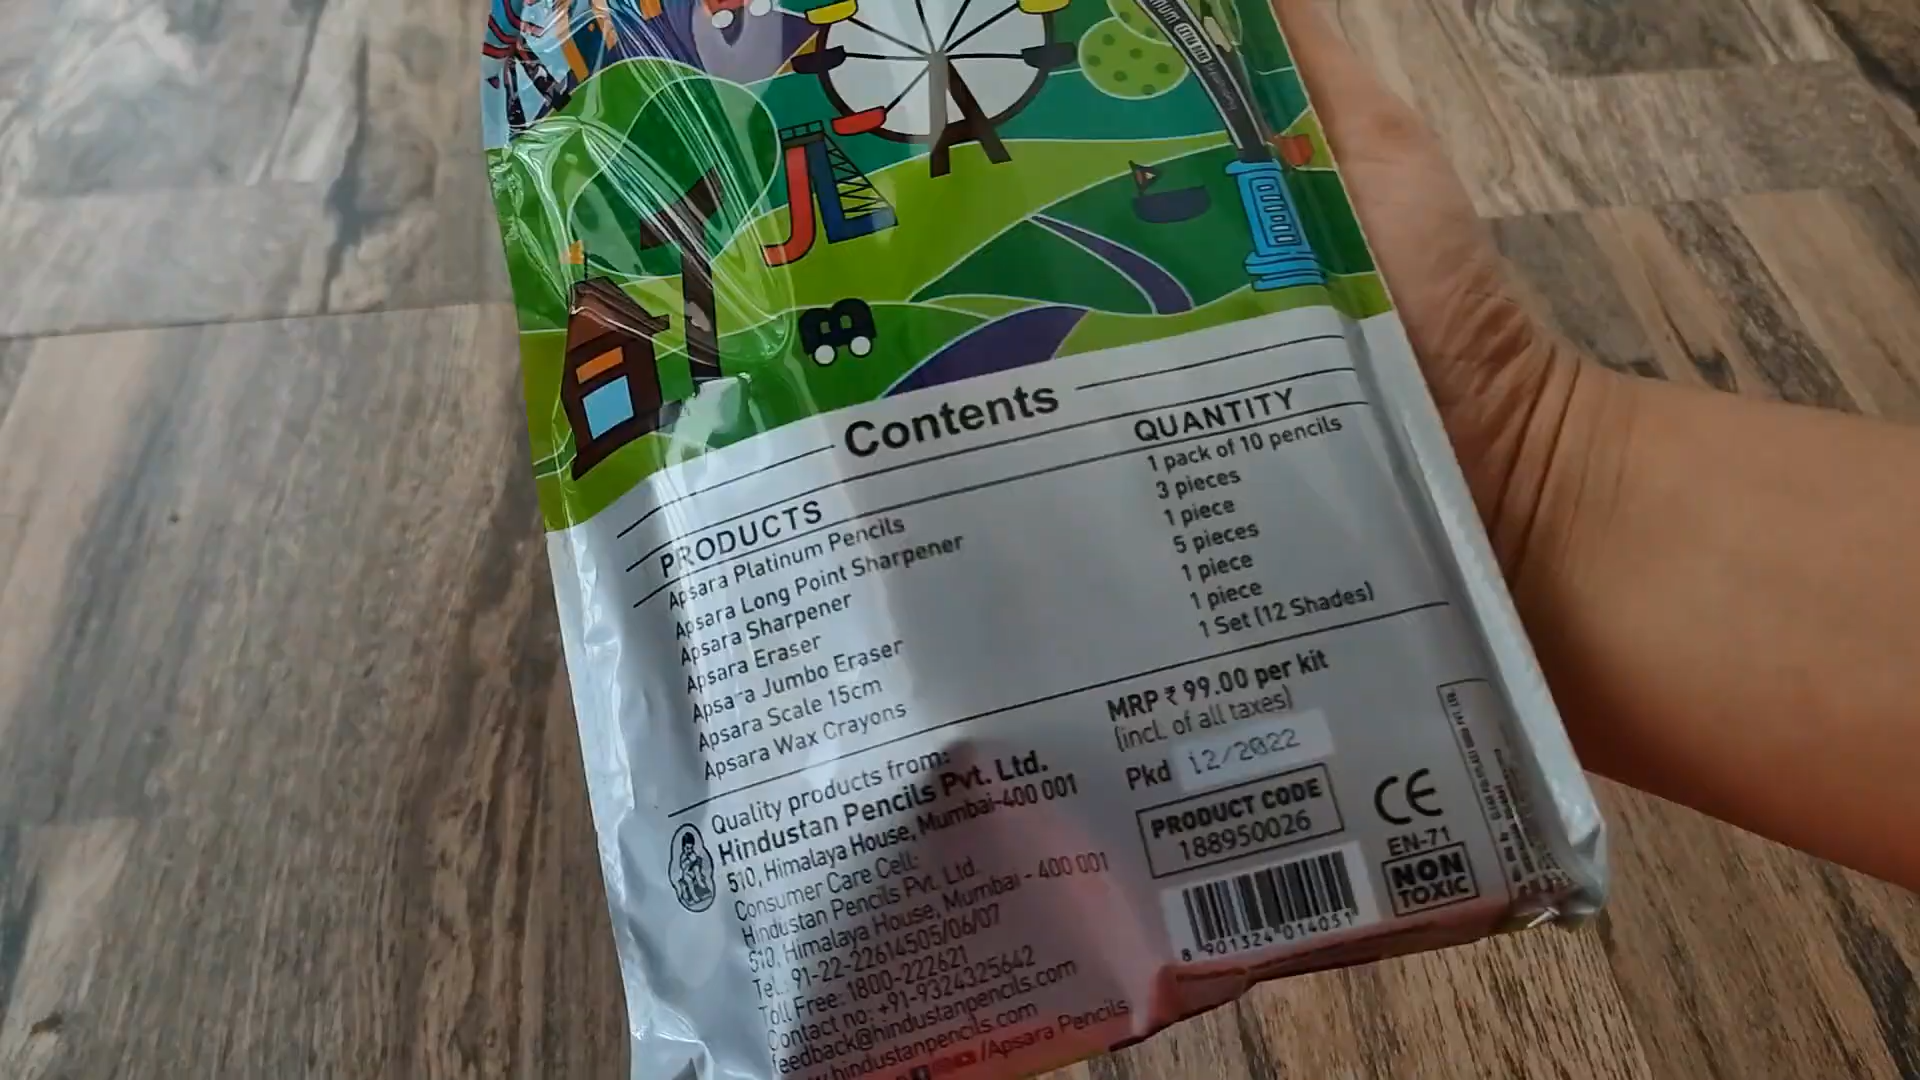 Contents
PRODUCTS QUANTITY
Apsara Platinum Pencils 1 pack of 10 pencils
Apsara Long Point Sharpener 3 pieces
Apsara Sharpener 1 piece
Apsara Eraser 5 pieces
Apsara Jumbo Eraser 1 piece
Apsara Scale 15cm 1 piece
Apsara Wax Crayons 1 Set (12 Shades)
Quality products from:
Hindustan Pencils Pvt. Ltd.
510, Himalaya House, Mumbai-400 001
Consumer Care Cell:
Hindustan Pencils Pvt. Ltd.
510, Himalaya House, Mumbai - 400 001
Tel.: 91-22-22614505/06/07
Toll Free: 1800-222621
Contact no: +91-9324325642
feedback@hindustanpencils.com
hindustanpencils.com
/Apsara Pencils
MRP ₹ 99.00 per kit
(incl. of all taxes)
Pkd 12/2022
PRODUCT CODE
188950026
8 901324 014051
CE
EN-71
NON
TOXIC